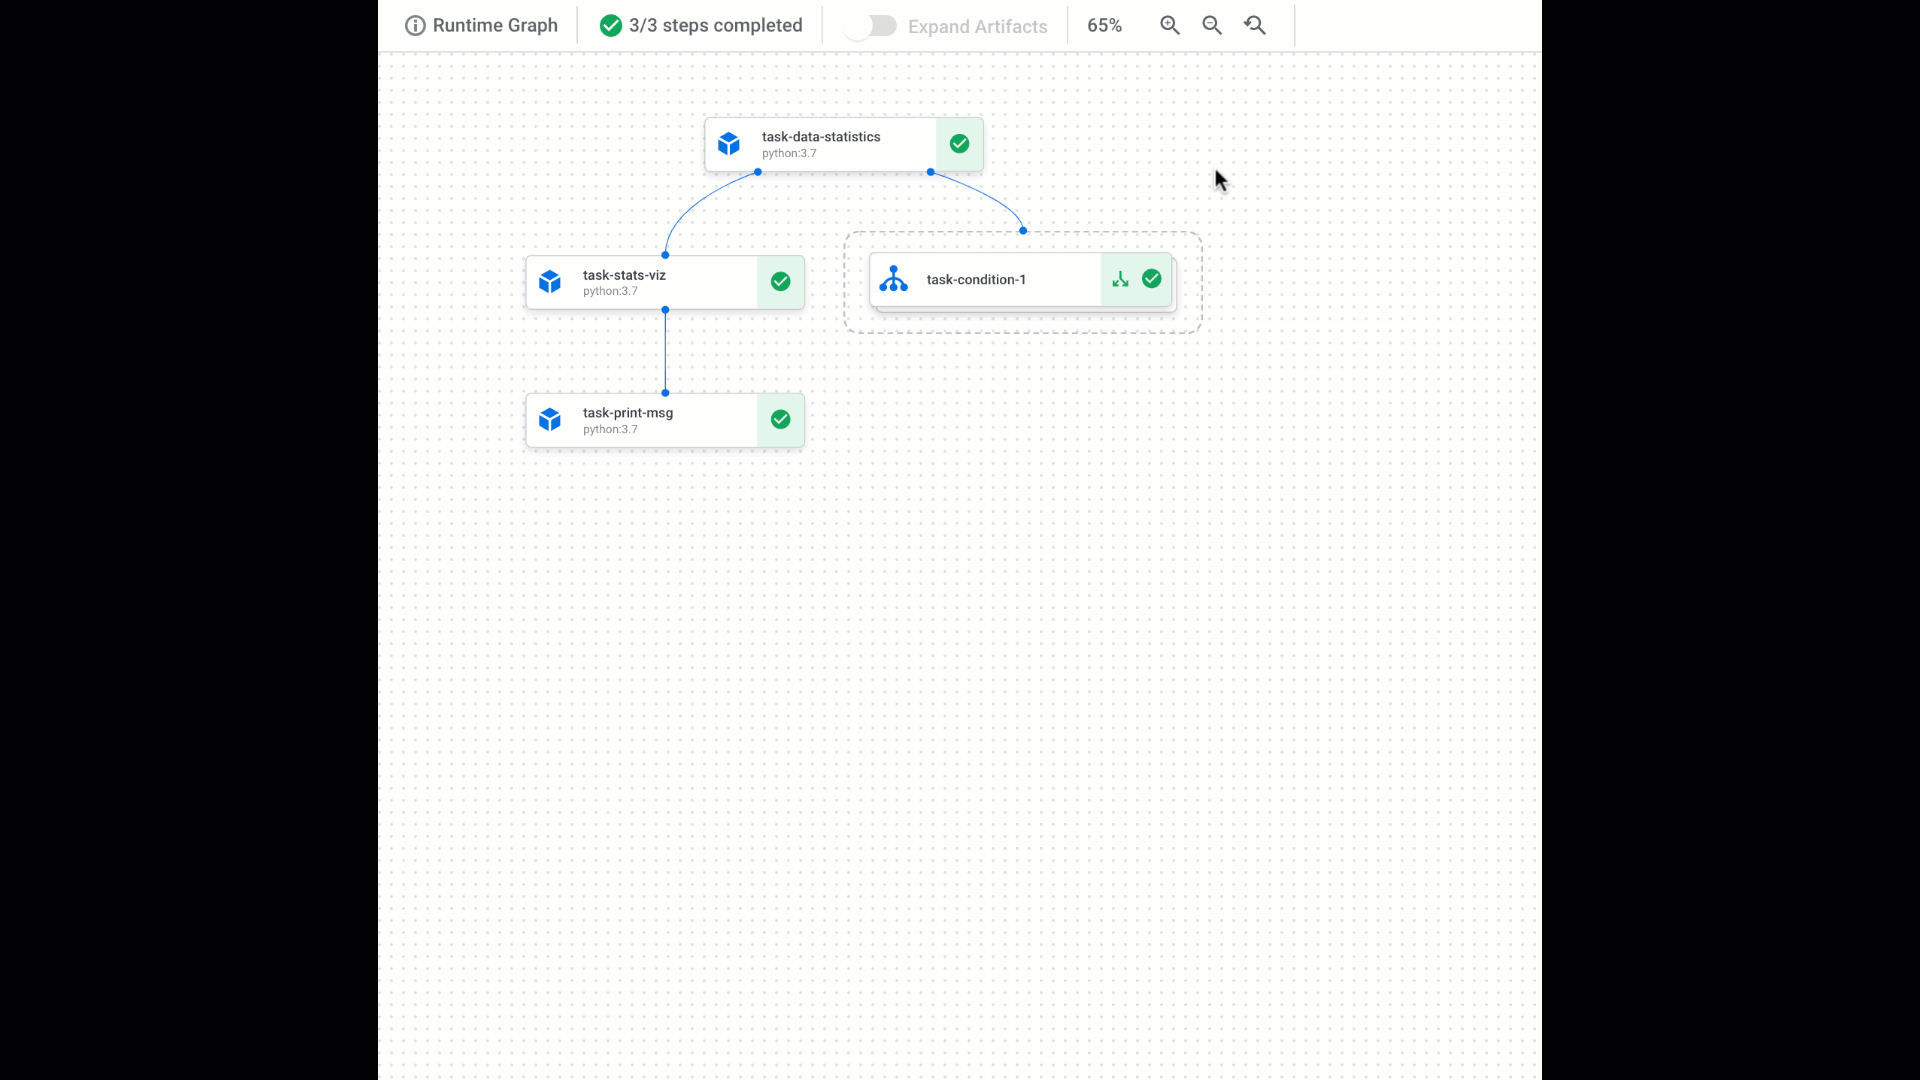 Runtime Graph
3/3 steps completed
Expand Artifacts
65%
task-data-statistics
python:3.7
task-stats-viz
python:3.7
task-condition-1
task-print-msg
python:3.7